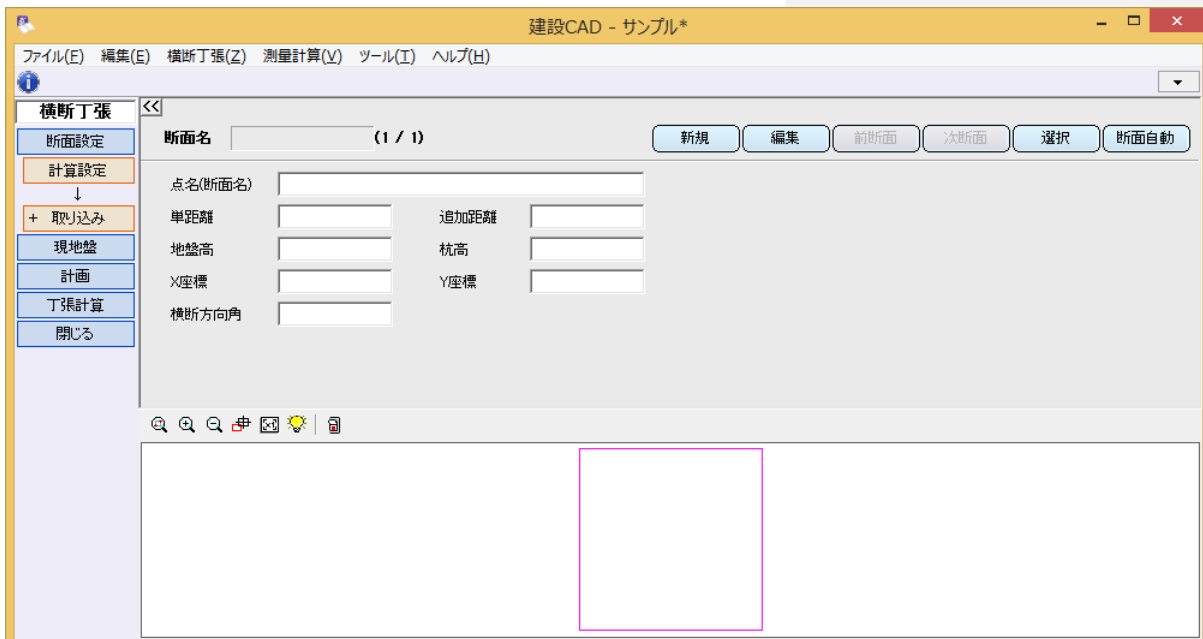 建設CAD - サンプル*
ファイル(F) 編集(E) 横断丁張(Z) 測量計算(V) ツール(T) ヘルプ(H)
横断丁張
断面設定
計算設定
↓
+ 取り込み
現地盤
計画
丁張計算
閉じる
<<
断面名 (1 / 1) 新規 編集 前断面 次断面 選択 断面自動
点名(断面名)
単距離 追加距離
地盤高 杭高
X座標 Y座標
横断方向角